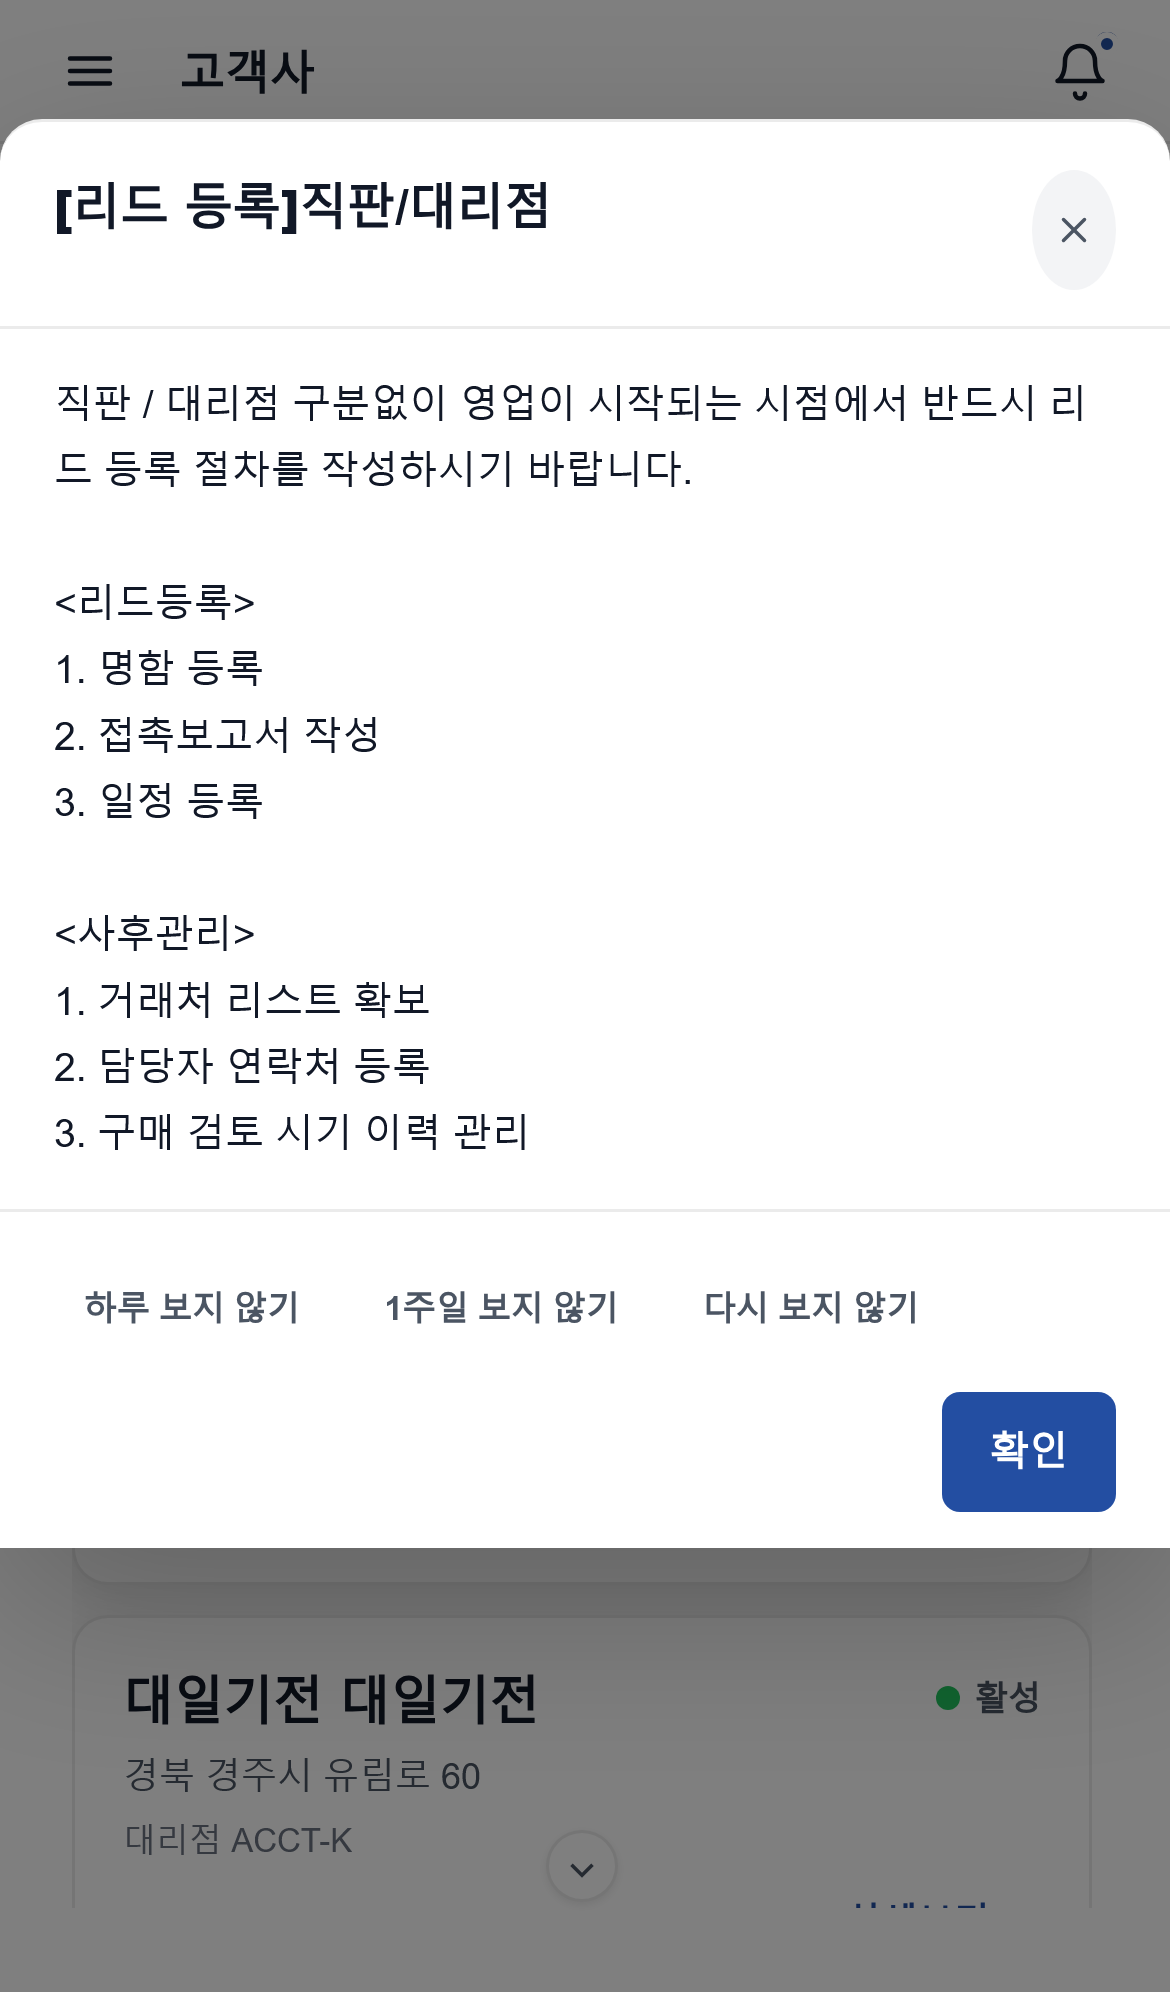 고객사
[리드 등록]직판/대리점
직판 / 대리점 구분없이 영업이 시작되는 시점에서 반드시 리
드 등록 절차를 작성하시기 바랍니다.
<리드등록>
1. 명함 등록
2. 접촉보고서 작성
3. 일정 등록
<사후관리>
1. 거래처 리스트 확보
2. 담당자 연락처 등록
3. 구매 검토 시기 이력 관리
하루 보지 않기 1주일 보지 않기 다시 보지 않기
확인
대일기전 대일기전 활성
경북 경주시 유림로 60
대리점 ACCT-K